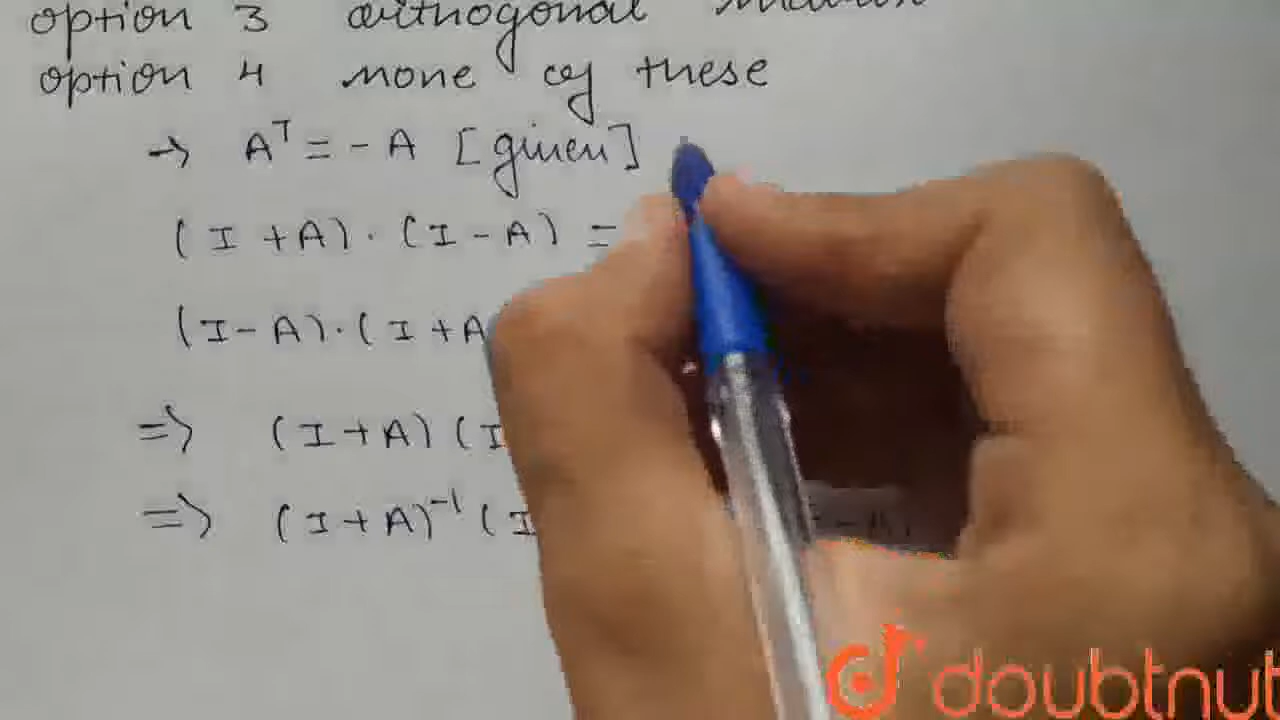 option 3 orthogonal
option 4 none of these
→ Aᵀ = - A [given]
(I + A) · (I - A) =
(I - A) · (I + A
⇒ (I + A) (I
⇒ (I + A)⁻¹ (I
doubtnut